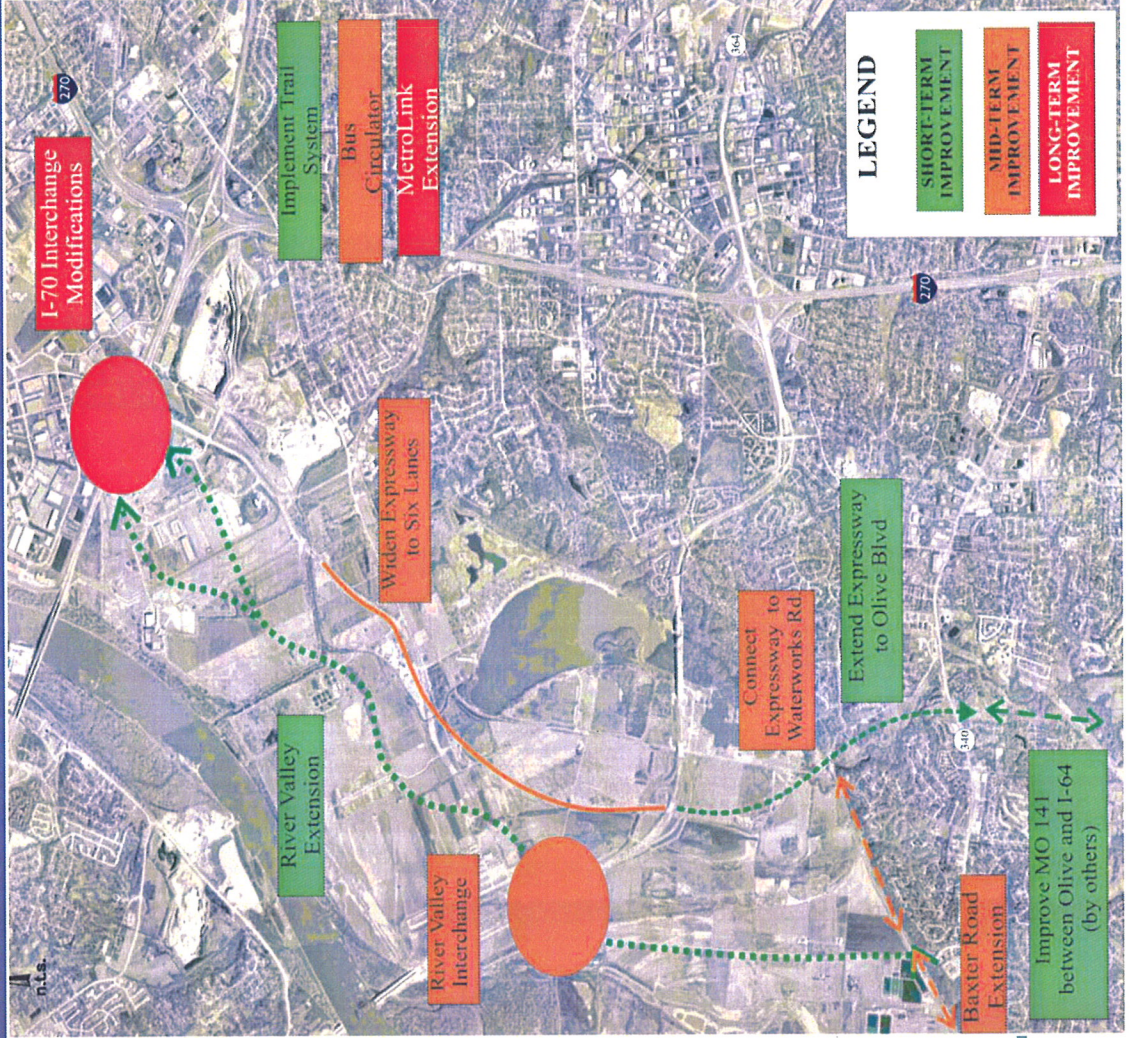 n.t.s.
I-70 Interchange
Modifications
270
Implement Trail
System
Bus
Circulator
MetroLink
Extension
364
Widen Expressway
to Six Lanes
River Valley
Extension
River Valley
Interchange
Connect
Expressway to
Waterworks Rd
Extend Expressway
to Olive Blvd
270
340
Baxter Road
Extension
Improve MO 141
between Olive and I-64
(by others)
LEGEND
SHORT-TERM
IMPROVEMENT
MID-TERM
IMPROVEMENT
LONG-TERM
IMPROVEMENT